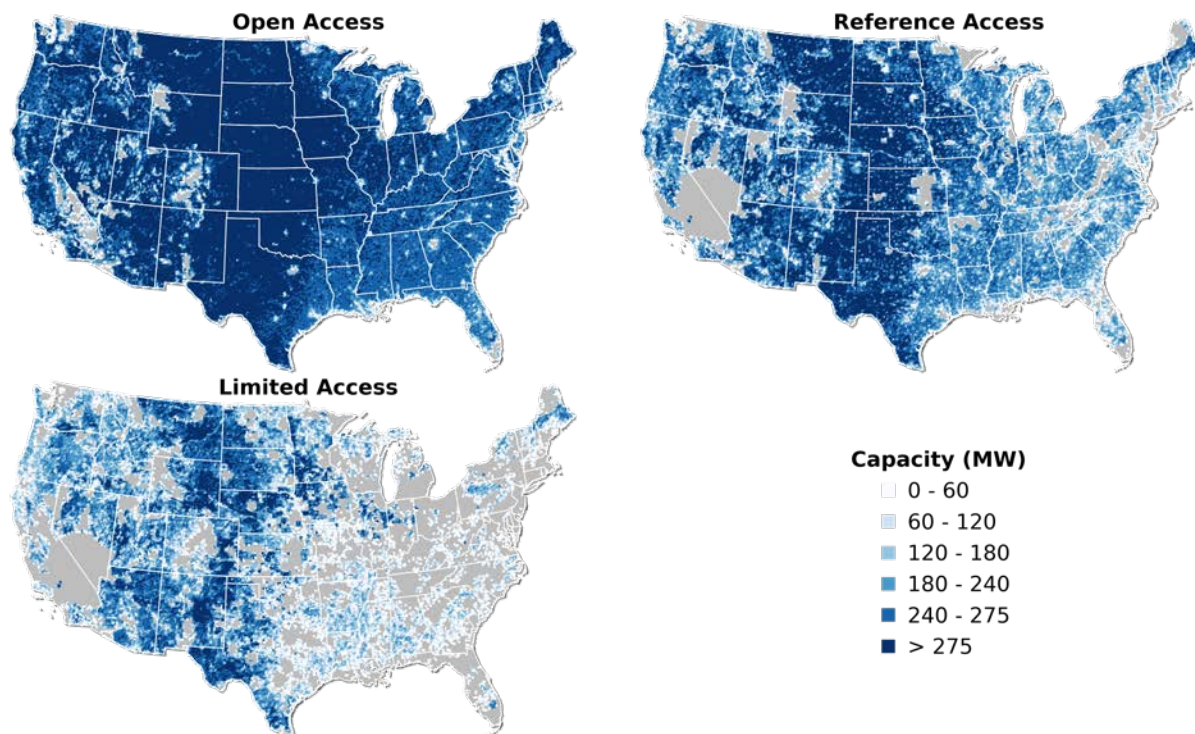 Open Access
Reference Access
Limited Access
Capacity (MW)
0 - 60
60 - 120
120 - 180
180 - 240
240 - 275
> 275